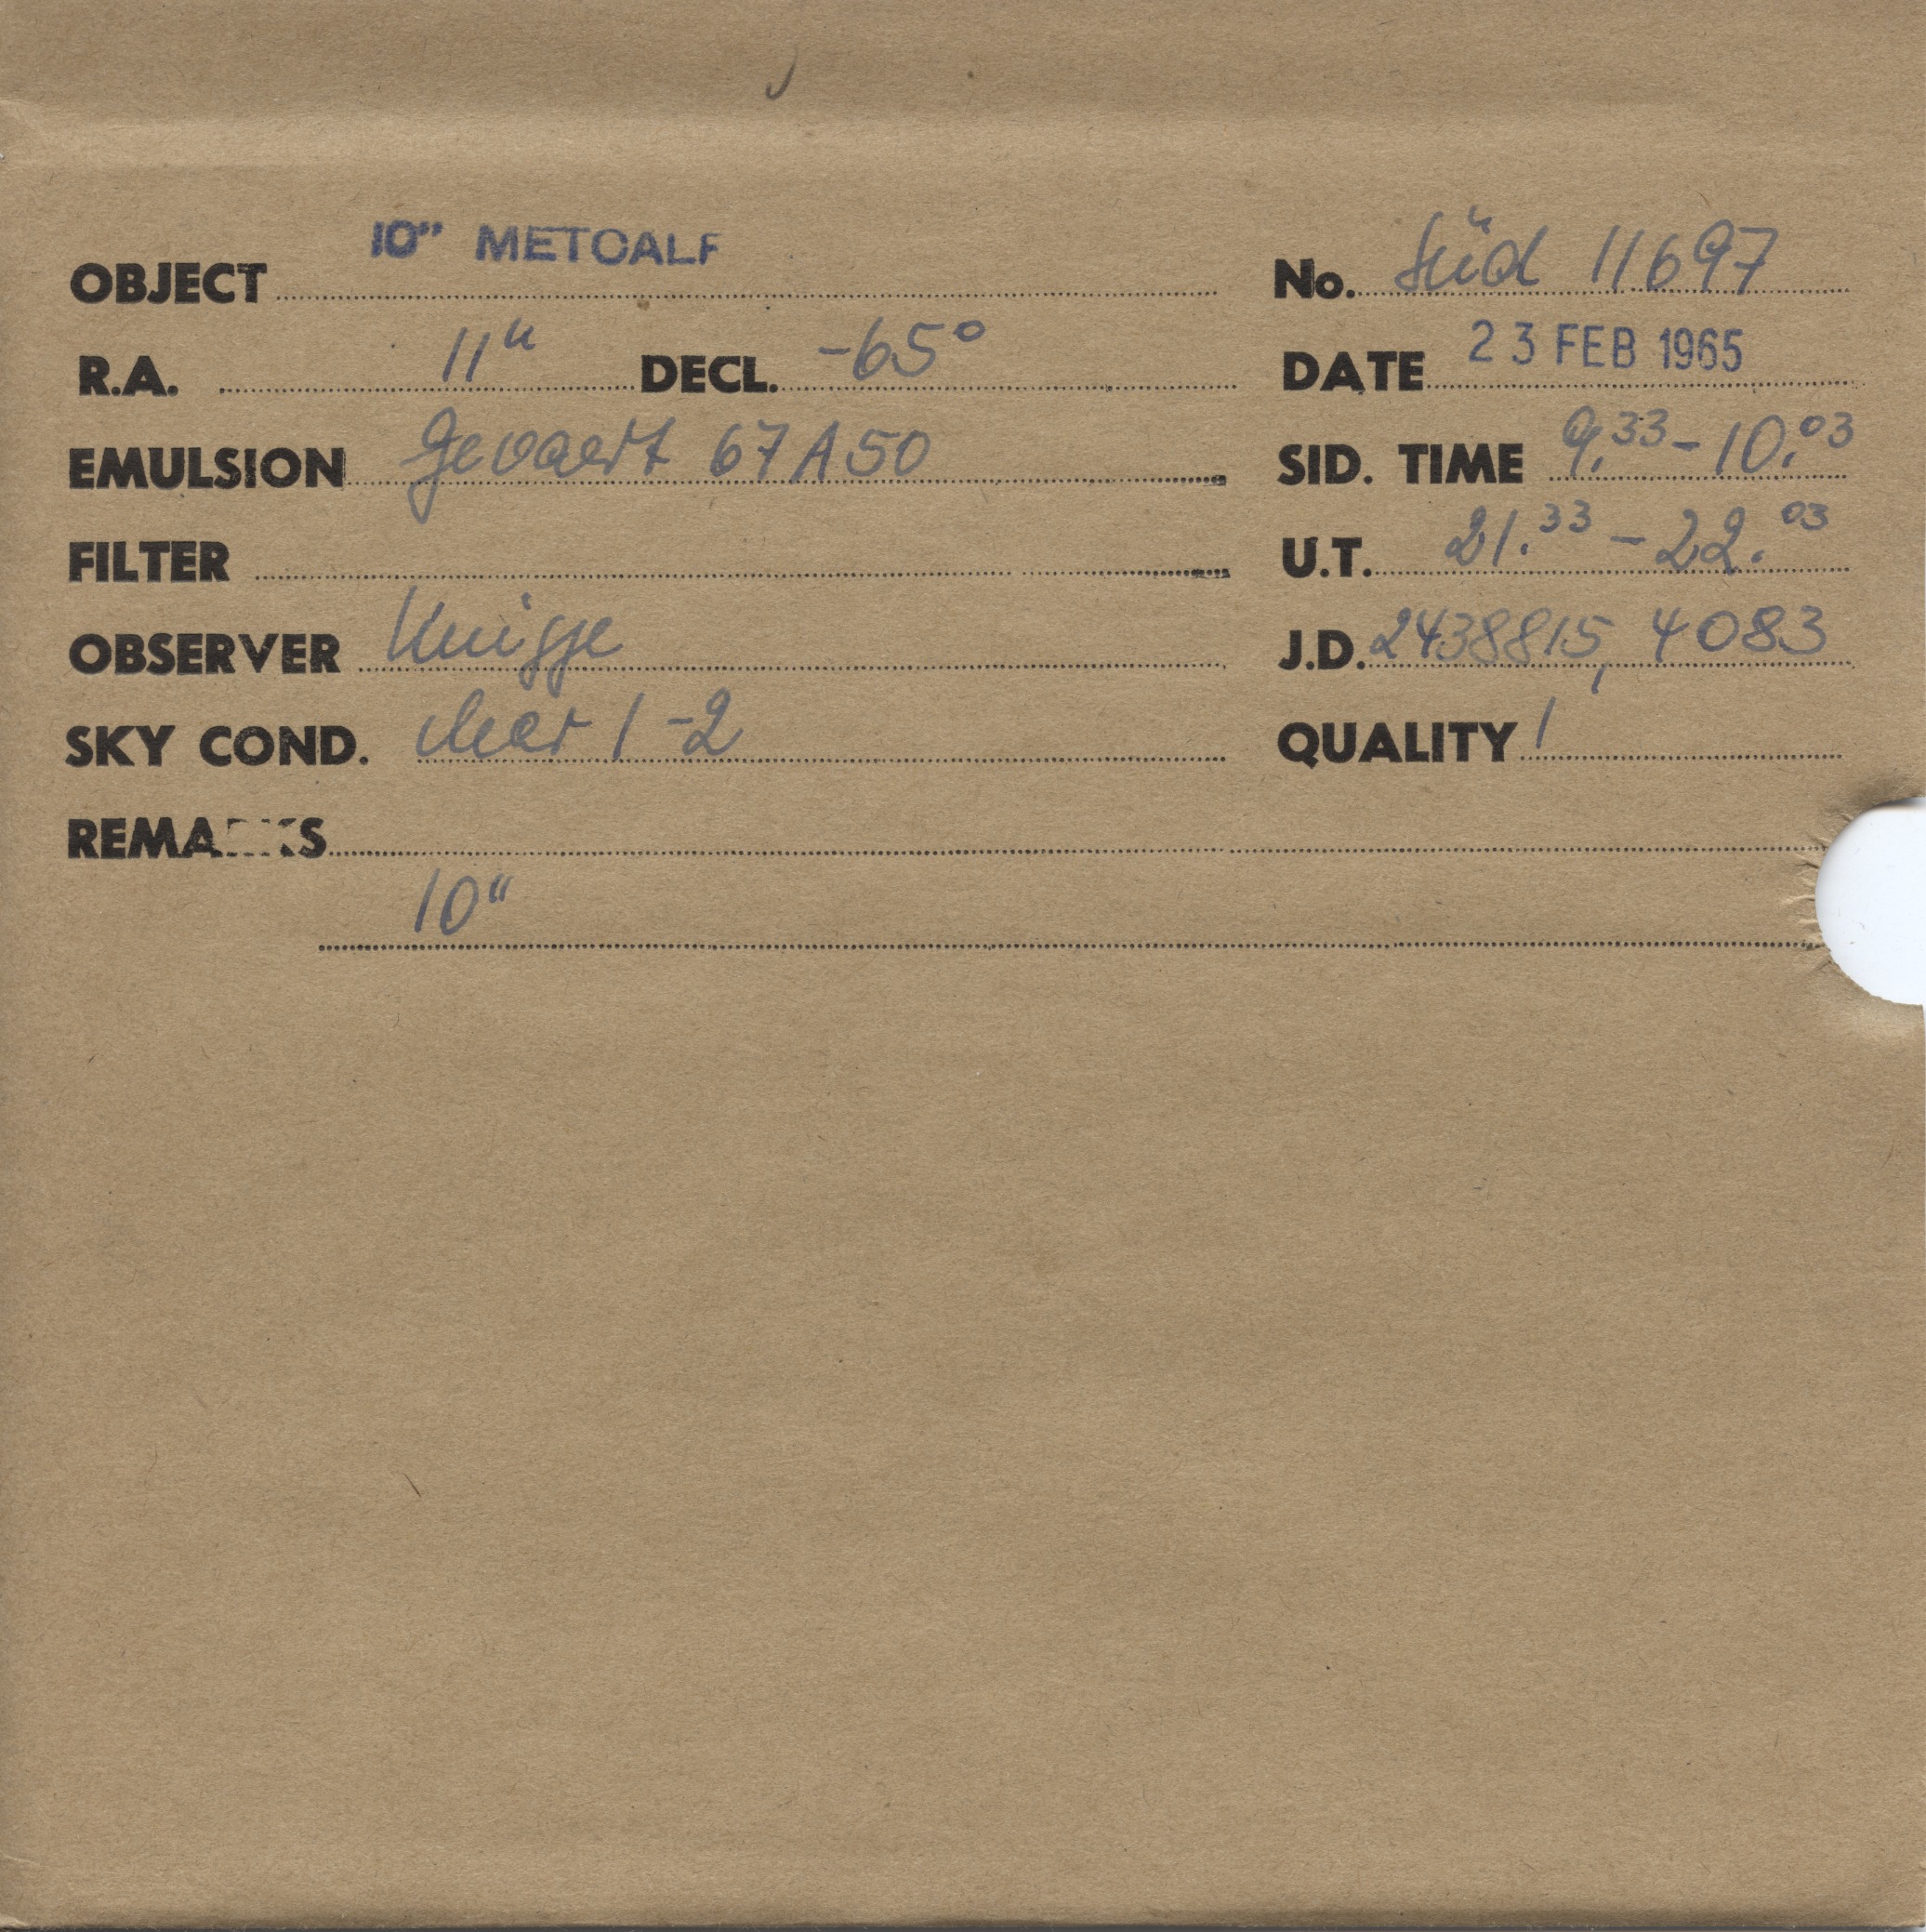 10" METCALF
OBJECT No. Süd 11697
R.A. 11h DECL. -65° DATE 23 FEB 1965
EMULSION Gevaert 67A50 SID. TIME 9.33 - 10.03
FILTER U.T. 21.33 - 22.03
OBSERVER Knigge J.D. 2438815,4083
SKY COND. clear 1-2 QUALITY 1
REMARKS
10"